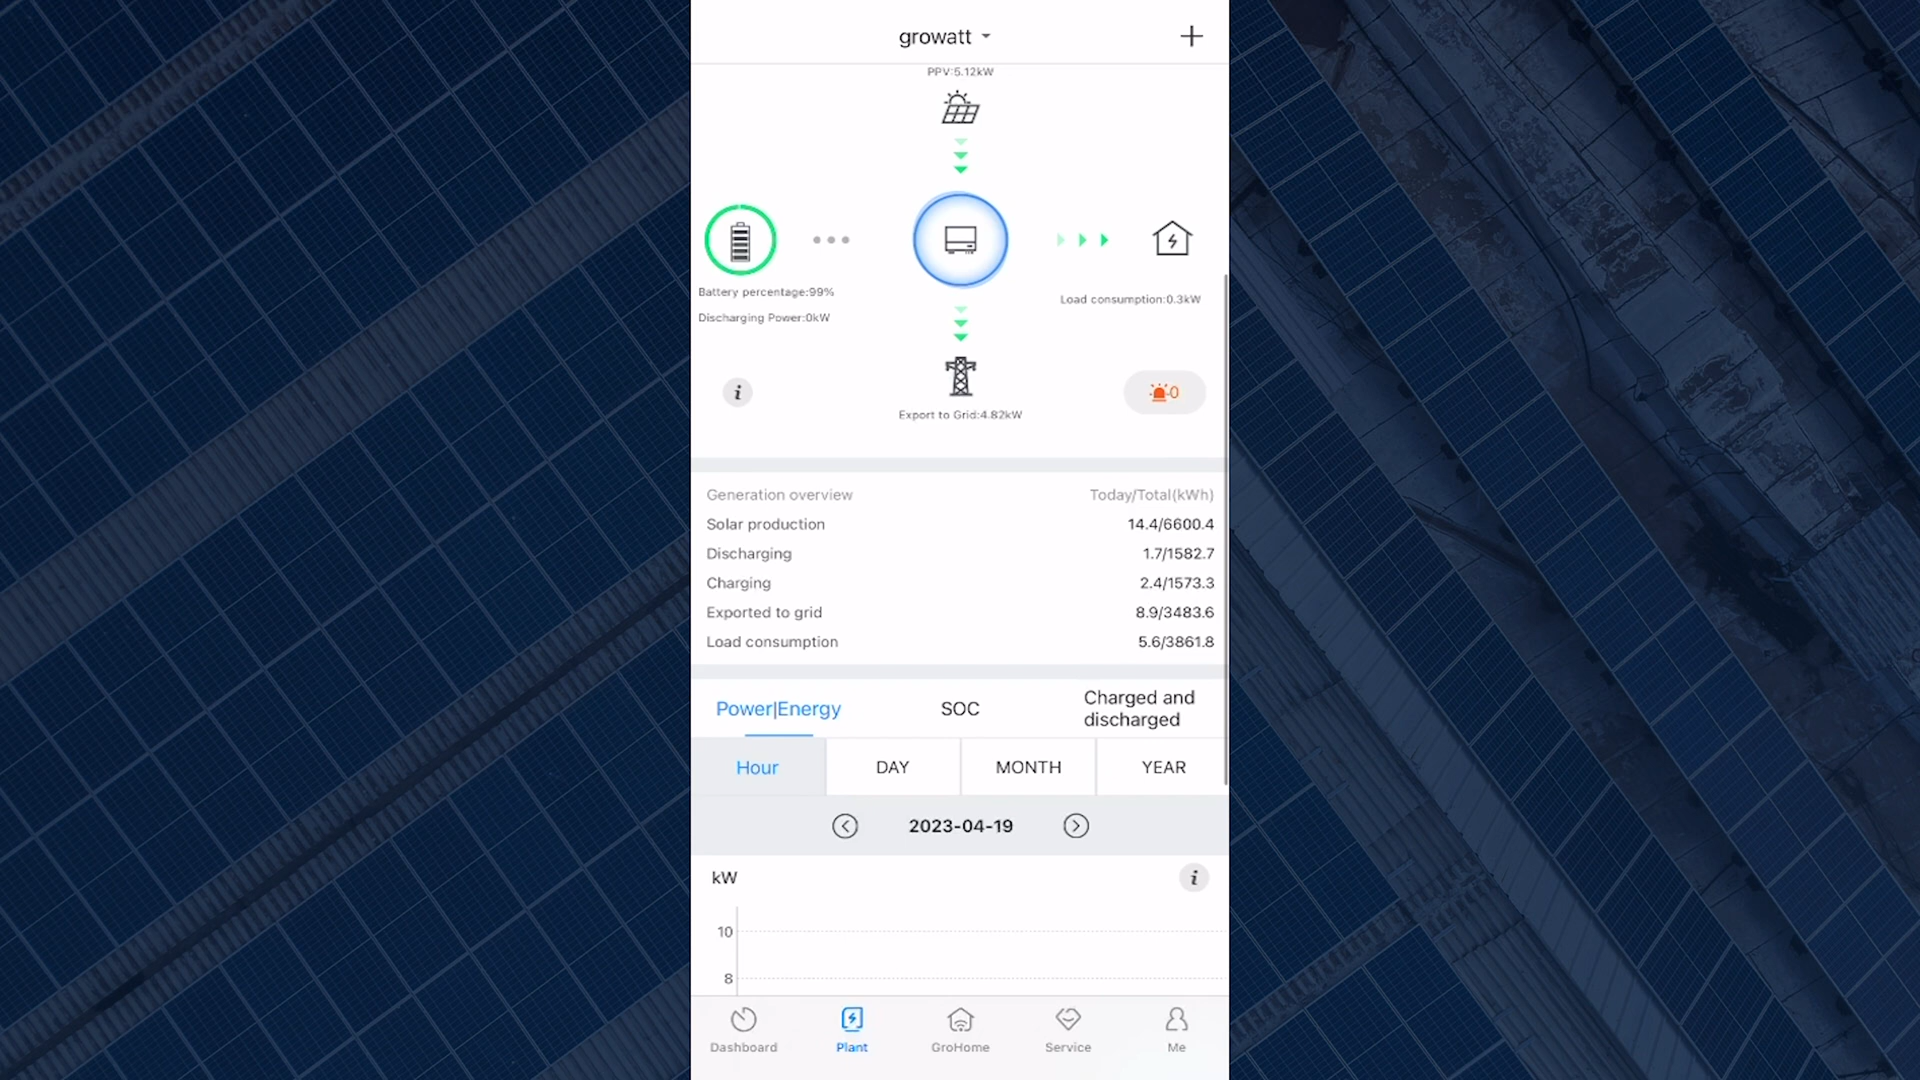 growatt
PPV:5.12kW
Battery percentage:99%
Discharging Power:0kW
Load consumption:0.3kW
i
0
Export to Grid:4.82kW
Generation overview Today/Total(kWh)
Solar production 14.4/6600.4
Discharging 1.7/1582.7
Charging 2.4/1573.3
Exported to grid 8.9/3483.6
Load consumption 5.6/3861.8
Power|Energy SOC Charged and
discharged
Hour DAY MONTH YEAR
2023-04-19
kW i
10
8
Dashboard Plant GroHome Service Me